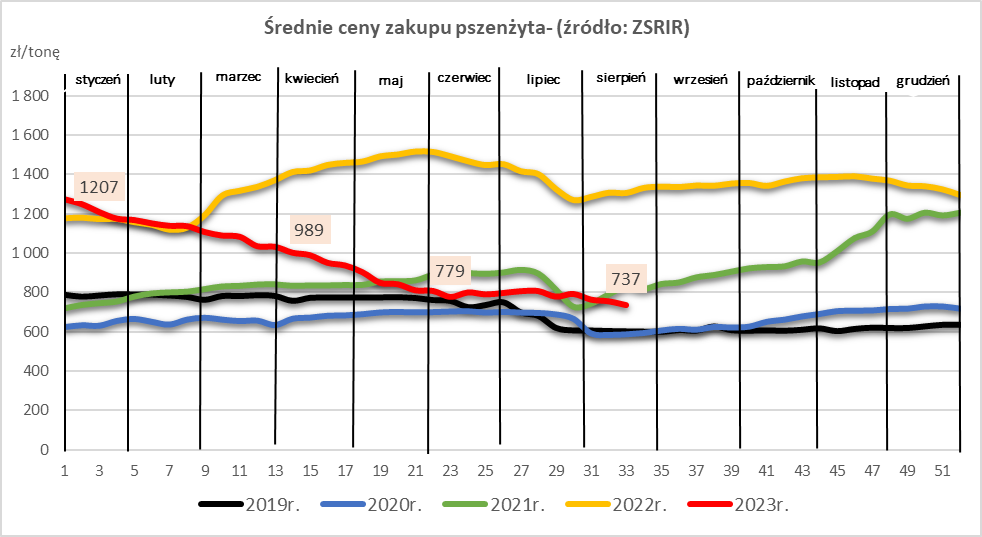 Średnie ceny zakupu pszenżyta- (źródło: ZSRIR)
zł/tonę
styczeń luty marzec kwiecień maj czerwiec lipiec sierpień wrzesień październik listopad grudzień
1 800
1 600
1 400
1 200
1 000
800
600
400
200
0
1207
989
779
737
1 3 5 7 9 11 13 15 17 19 21 23 25 27 29 31 33 35 37 39 41 43 45 47 49 51
2019r. 2020r. 2021r. 2022r. 2023r.